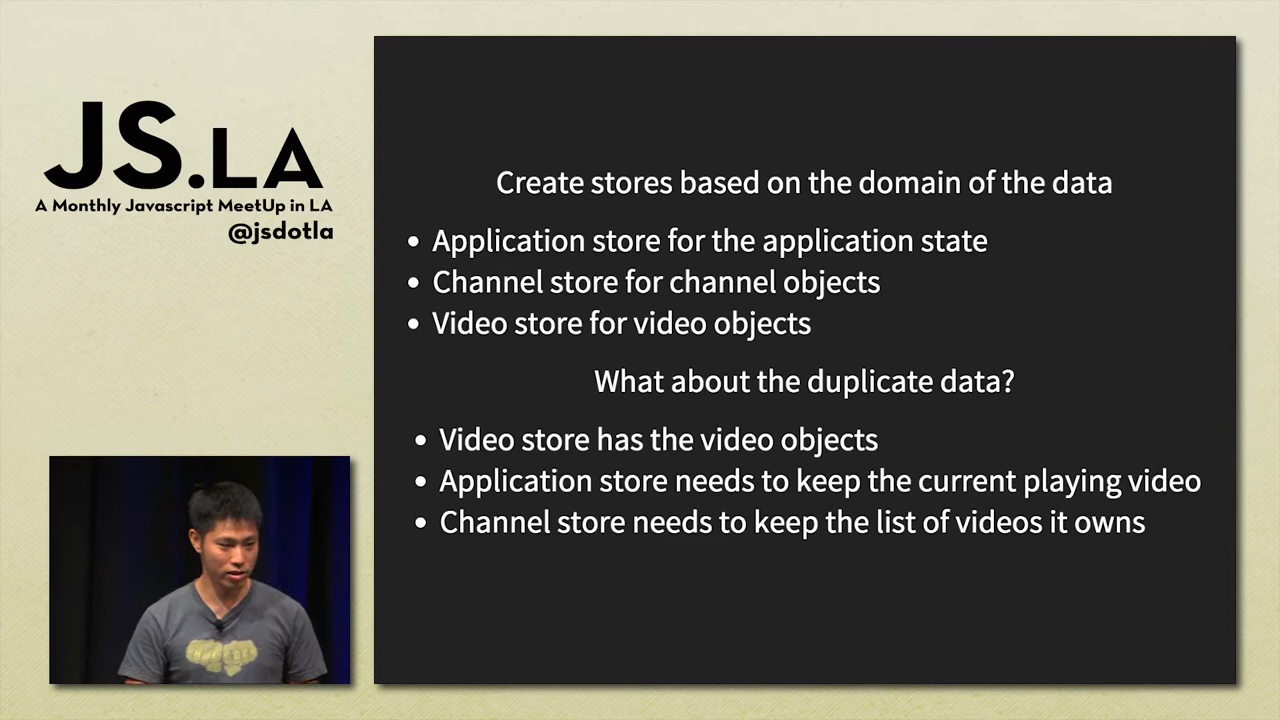 JS.LA
A Monthly Javascript MeetUp in LA
@jsdotla
Create stores based on the domain of the data
• Application store for the application state
• Channel store for channel objects
• Video store for video objects
What about the duplicate data?
• Video store has the video objects
• Application store needs to keep the current playing video
• Channel store needs to keep the list of videos it owns